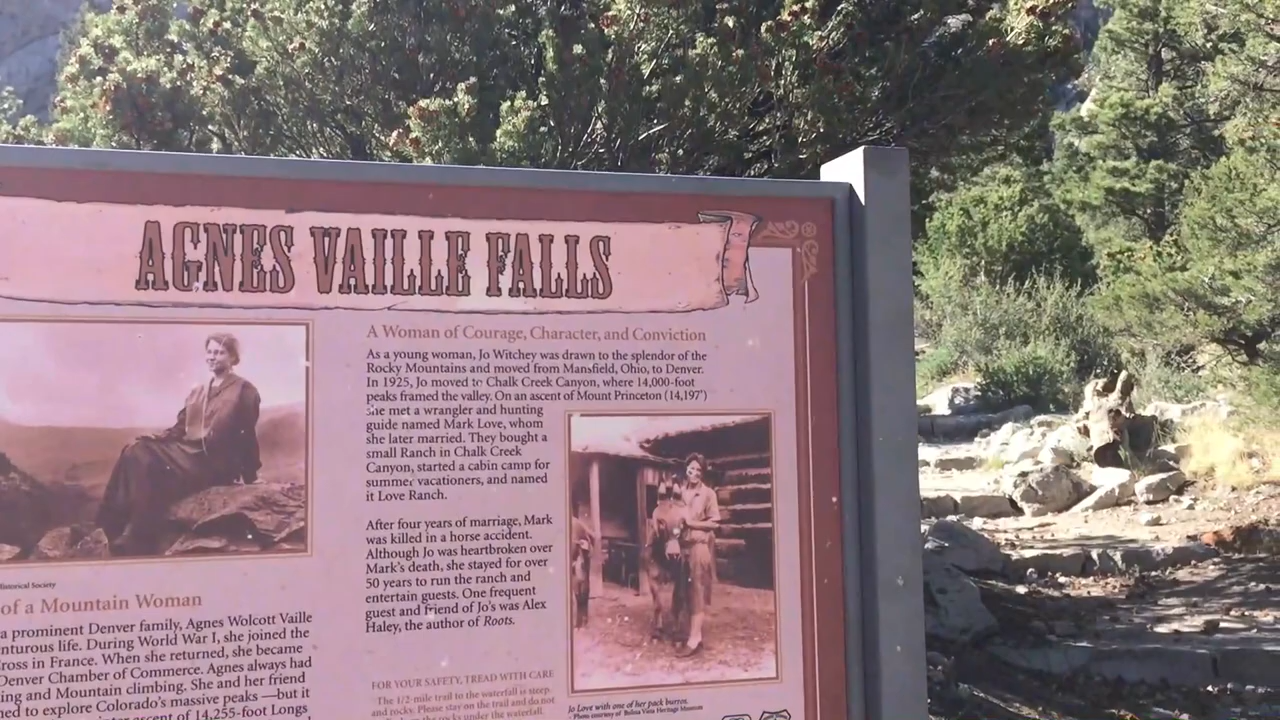 AGNES VAILLE FALLS
Historical Society
of a Mountain Woman
a prominent Denver family, Agnes Wolcott Vaille
enturous life. During World War I, she joined the
ross in France. When she returned, she became
Denver Chamber of Commerce. Agnes always had
ing and Mountain climbing. She and her friend
ned to explore Colorado's massive peaks —but it
ascent of 14,255-foot Longs
A Woman of Courage, Character, and Conviction
As a young woman, Jo Witchey was drawn to the splendor of the
Rocky Mountains and moved from Mansfield, Ohio, to Denver.
In 1925, Jo moved to Chalk Creek Canyon, where 14,000-foot
peaks framed the valley. On an ascent of Mount Princeton (14,197')
she met a wrangler and hunting
guide named Mark Love, whom
she later married. They bought a
small Ranch in Chalk Creek
Canyon, started a cabin camp for
summer vacationers, and named
it Love Ranch.
After four years of marriage, Mark
was killed in a horse accident.
Although Jo was heartbroken over
Mark's death, she stayed for over
50 years to run the ranch and
entertain guests. One frequent
guest and friend of Jo's was Alex
Haley, the author of Roots.
FOR YOUR SAFETY, TREAD WITH CARE
The 1/2-mile trail to the waterfall is steep
and rocky. Please stay on the trail and do not
the rocks under the waterfall.
Jo Love with one of her pack burros.
- Photo courtesy of Buena Vista Heritage Museum